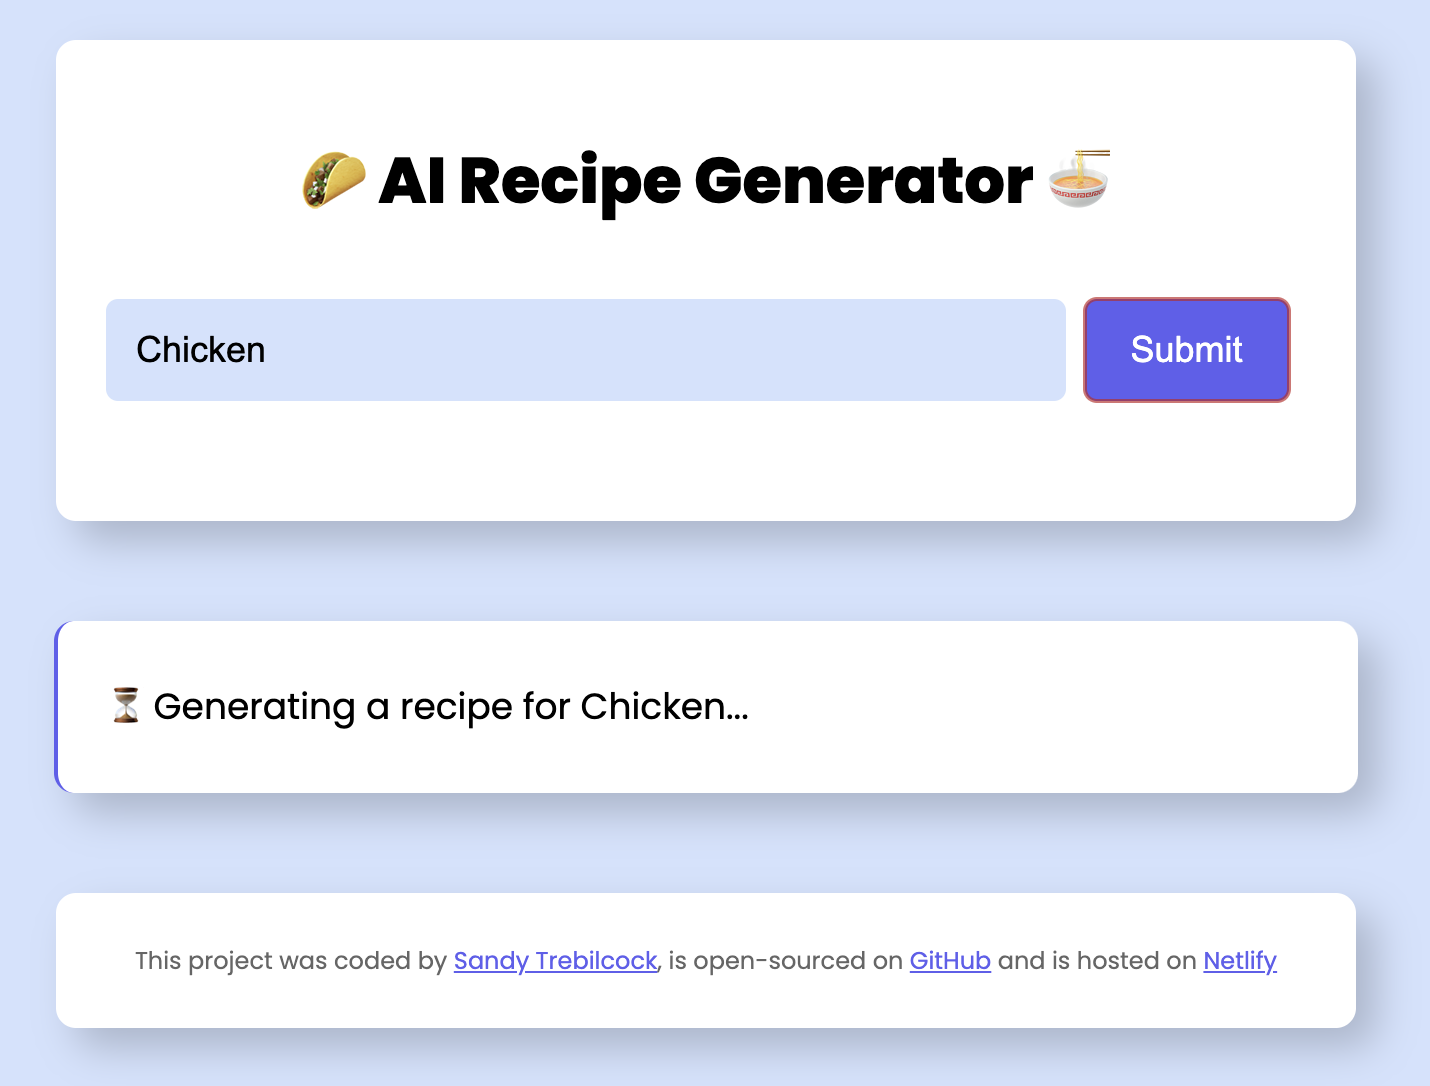 AI Recipe Generator
Chicken
Submit
Generating a recipe for Chicken...
This project was coded by Sandy Trebilcock, is open-sourced on GitHub and is hosted on Netlify